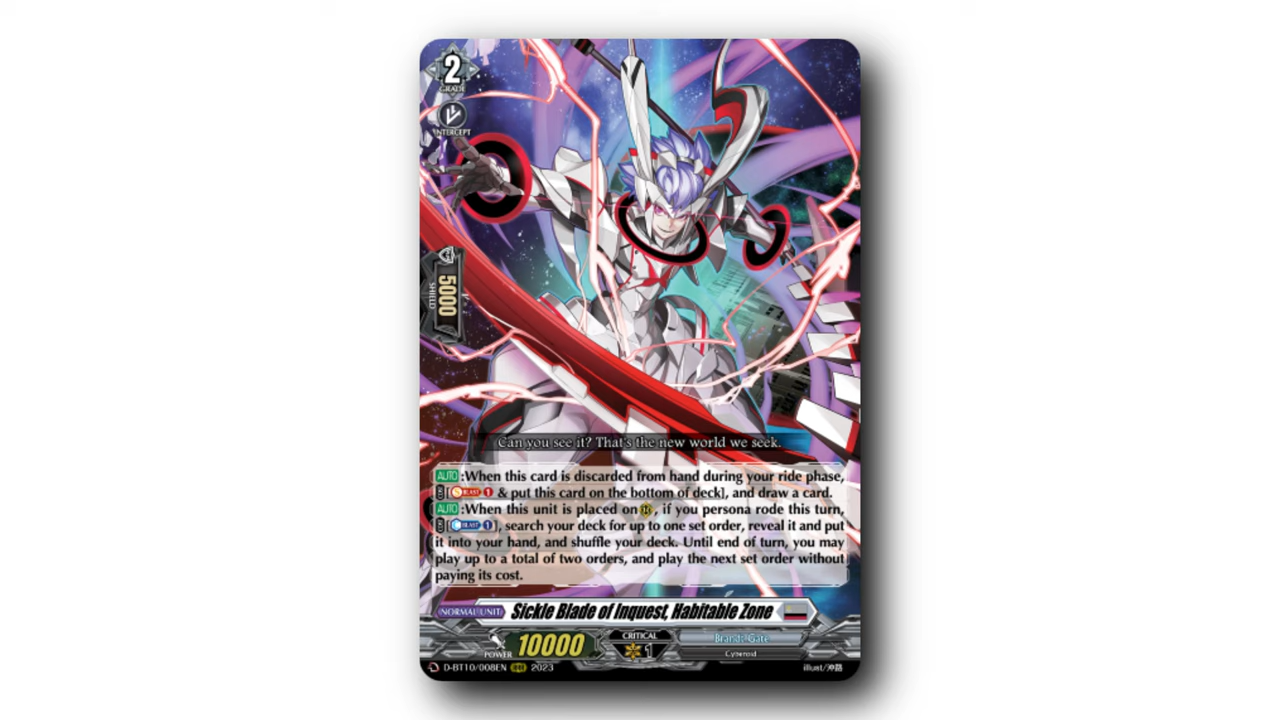 2
GRADE
INTERCEPT
5000
SHIELD
Can you see it? That's the new world we seek.
AUTO:When this card is discarded from hand during your ride phase,
[BLAST 1 & put this card on the bottom of deck], and draw a card.
AUTO:When this unit is placed on R, if you persona rode this turn,
[BLAST 1], search your deck for up to one set order, reveal it and put
it into your hand, and shuffle your deck. Until end of turn, you may
play up to a total of two orders, and play the next set order without
paying its cost.
NORMAL UNIT Sickle Blade of Inquest, Habitable Zone
POWER 10000 CRITICAL 1 Brandt Gate
Cyberoid
D-BT10/008EN RRR 2023 illust/沖路